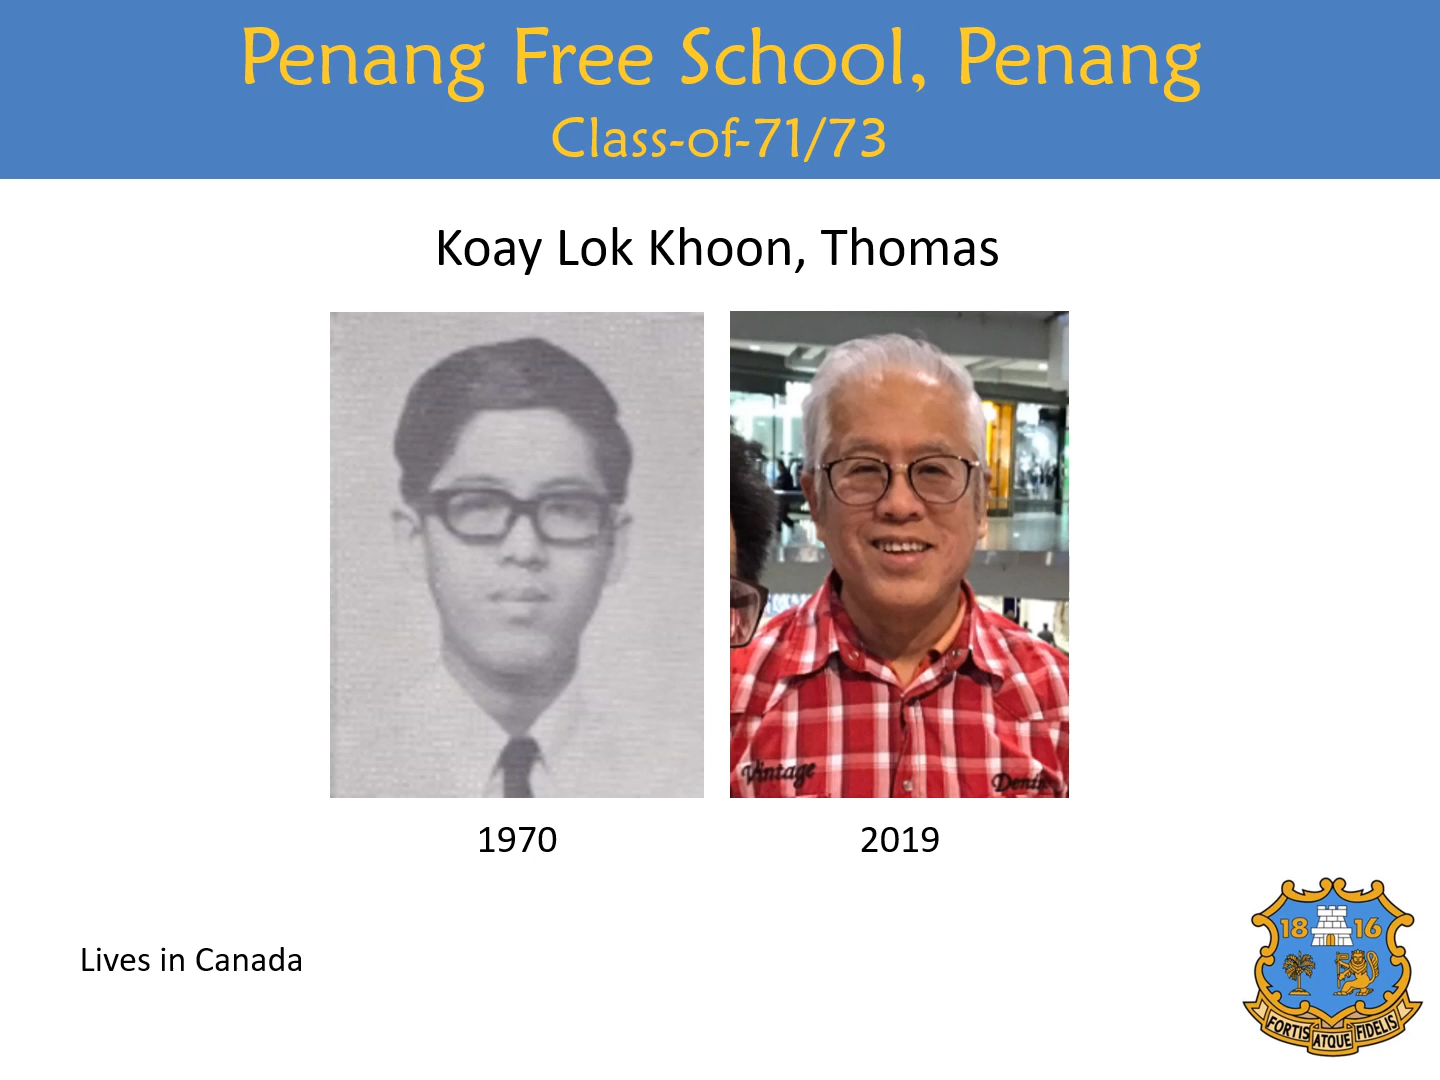 Penang Free School, Penang
Class-of-71/73
Koay Lok Khoon, Thomas
Vintage
1970
2019
Lives in Canada
18 16
FORTIS ATQUE FIDELIS